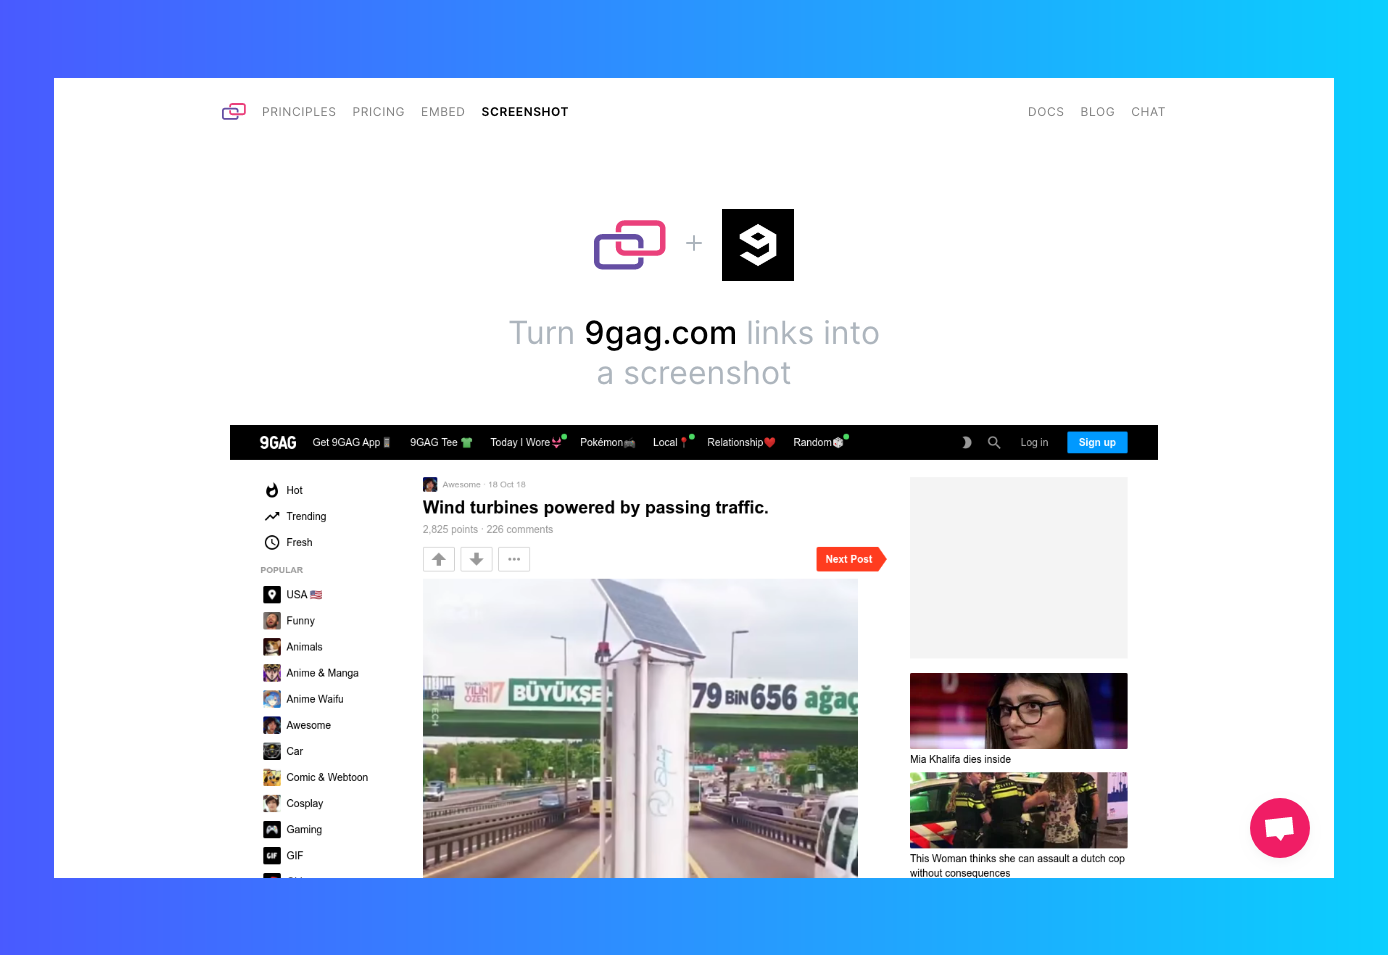 PRINCIPLES PRICING EMBED SCREENSHOT DOCS BLOG CHAT
+
Turn 9gag.com links into
a screenshot
9GAG Get 9GAG App 9GAG Tee Today I Wore Pokémon Local Relationship Random Log in Sign up
Hot
Trending
Fresh
POPULAR
USA
Funny
Animals
Anime & Manga
Anime Waifu
Awesome
Car
Comic & Webtoon
Cosplay
Gaming
GIF
GIF
Awesome · 18 Oct 18
Wind turbines powered by passing traffic.
2,825 points · 226 comments
Next Post
YILIN
ÖZETİ
17
BÜYÜKŞE
79 BİN 656 ağaç
TECH
Mia Khalifa dies inside
This Woman thinks she can assault a dutch cop
without consequences